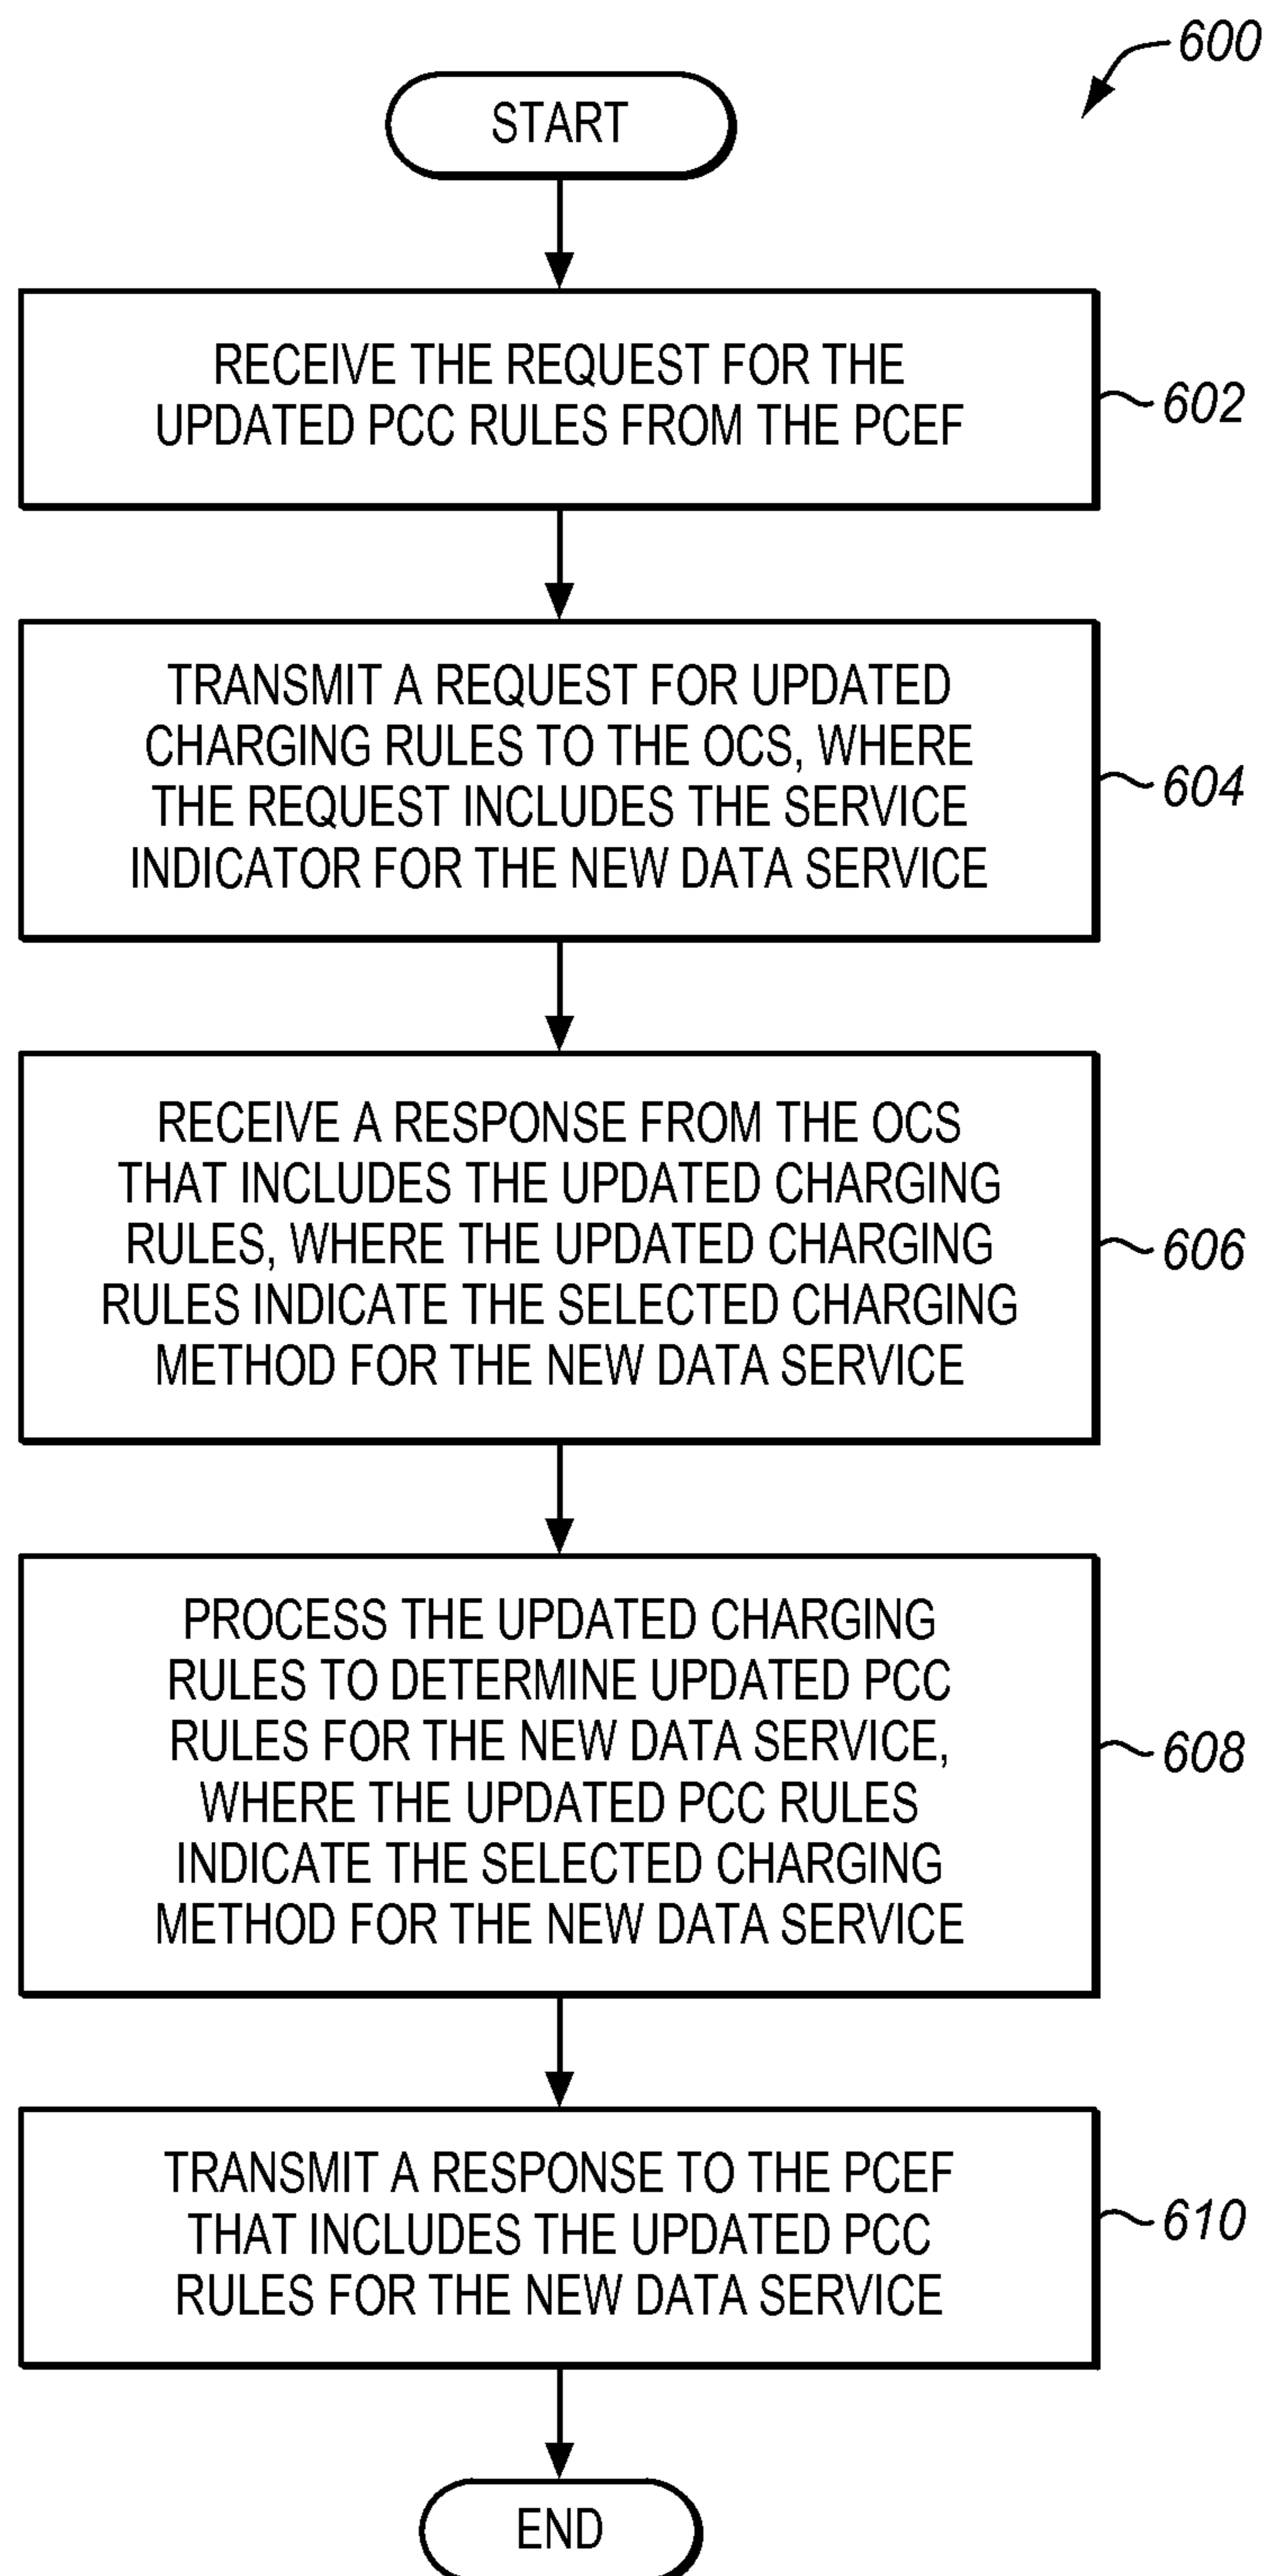 600
START
RECEIVE THE REQUEST FOR THE
UPDATED PCC RULES FROM THE PCEF
602
TRANSMIT A REQUEST FOR UPDATED
CHARGING RULES TO THE OCS, WHERE
THE REQUEST INCLUDES THE SERVICE
INDICATOR FOR THE NEW DATA SERVICE
604
RECEIVE A RESPONSE FROM THE OCS
THAT INCLUDES THE UPDATED CHARGING
RULES, WHERE THE UPDATED CHARGING
RULES INDICATE THE SELECTED CHARGING
METHOD FOR THE NEW DATA SERVICE
606
PROCESS THE UPDATED CHARGING
RULES TO DETERMINE UPDATED PCC
RULES FOR THE NEW DATA SERVICE,
WHERE THE UPDATED PCC RULES
INDICATE THE SELECTED CHARGING
METHOD FOR THE NEW DATA SERVICE
608
TRANSMIT A RESPONSE TO THE PCEF
THAT INCLUDES THE UPDATED PCC
RULES FOR THE NEW DATA SERVICE
610
END